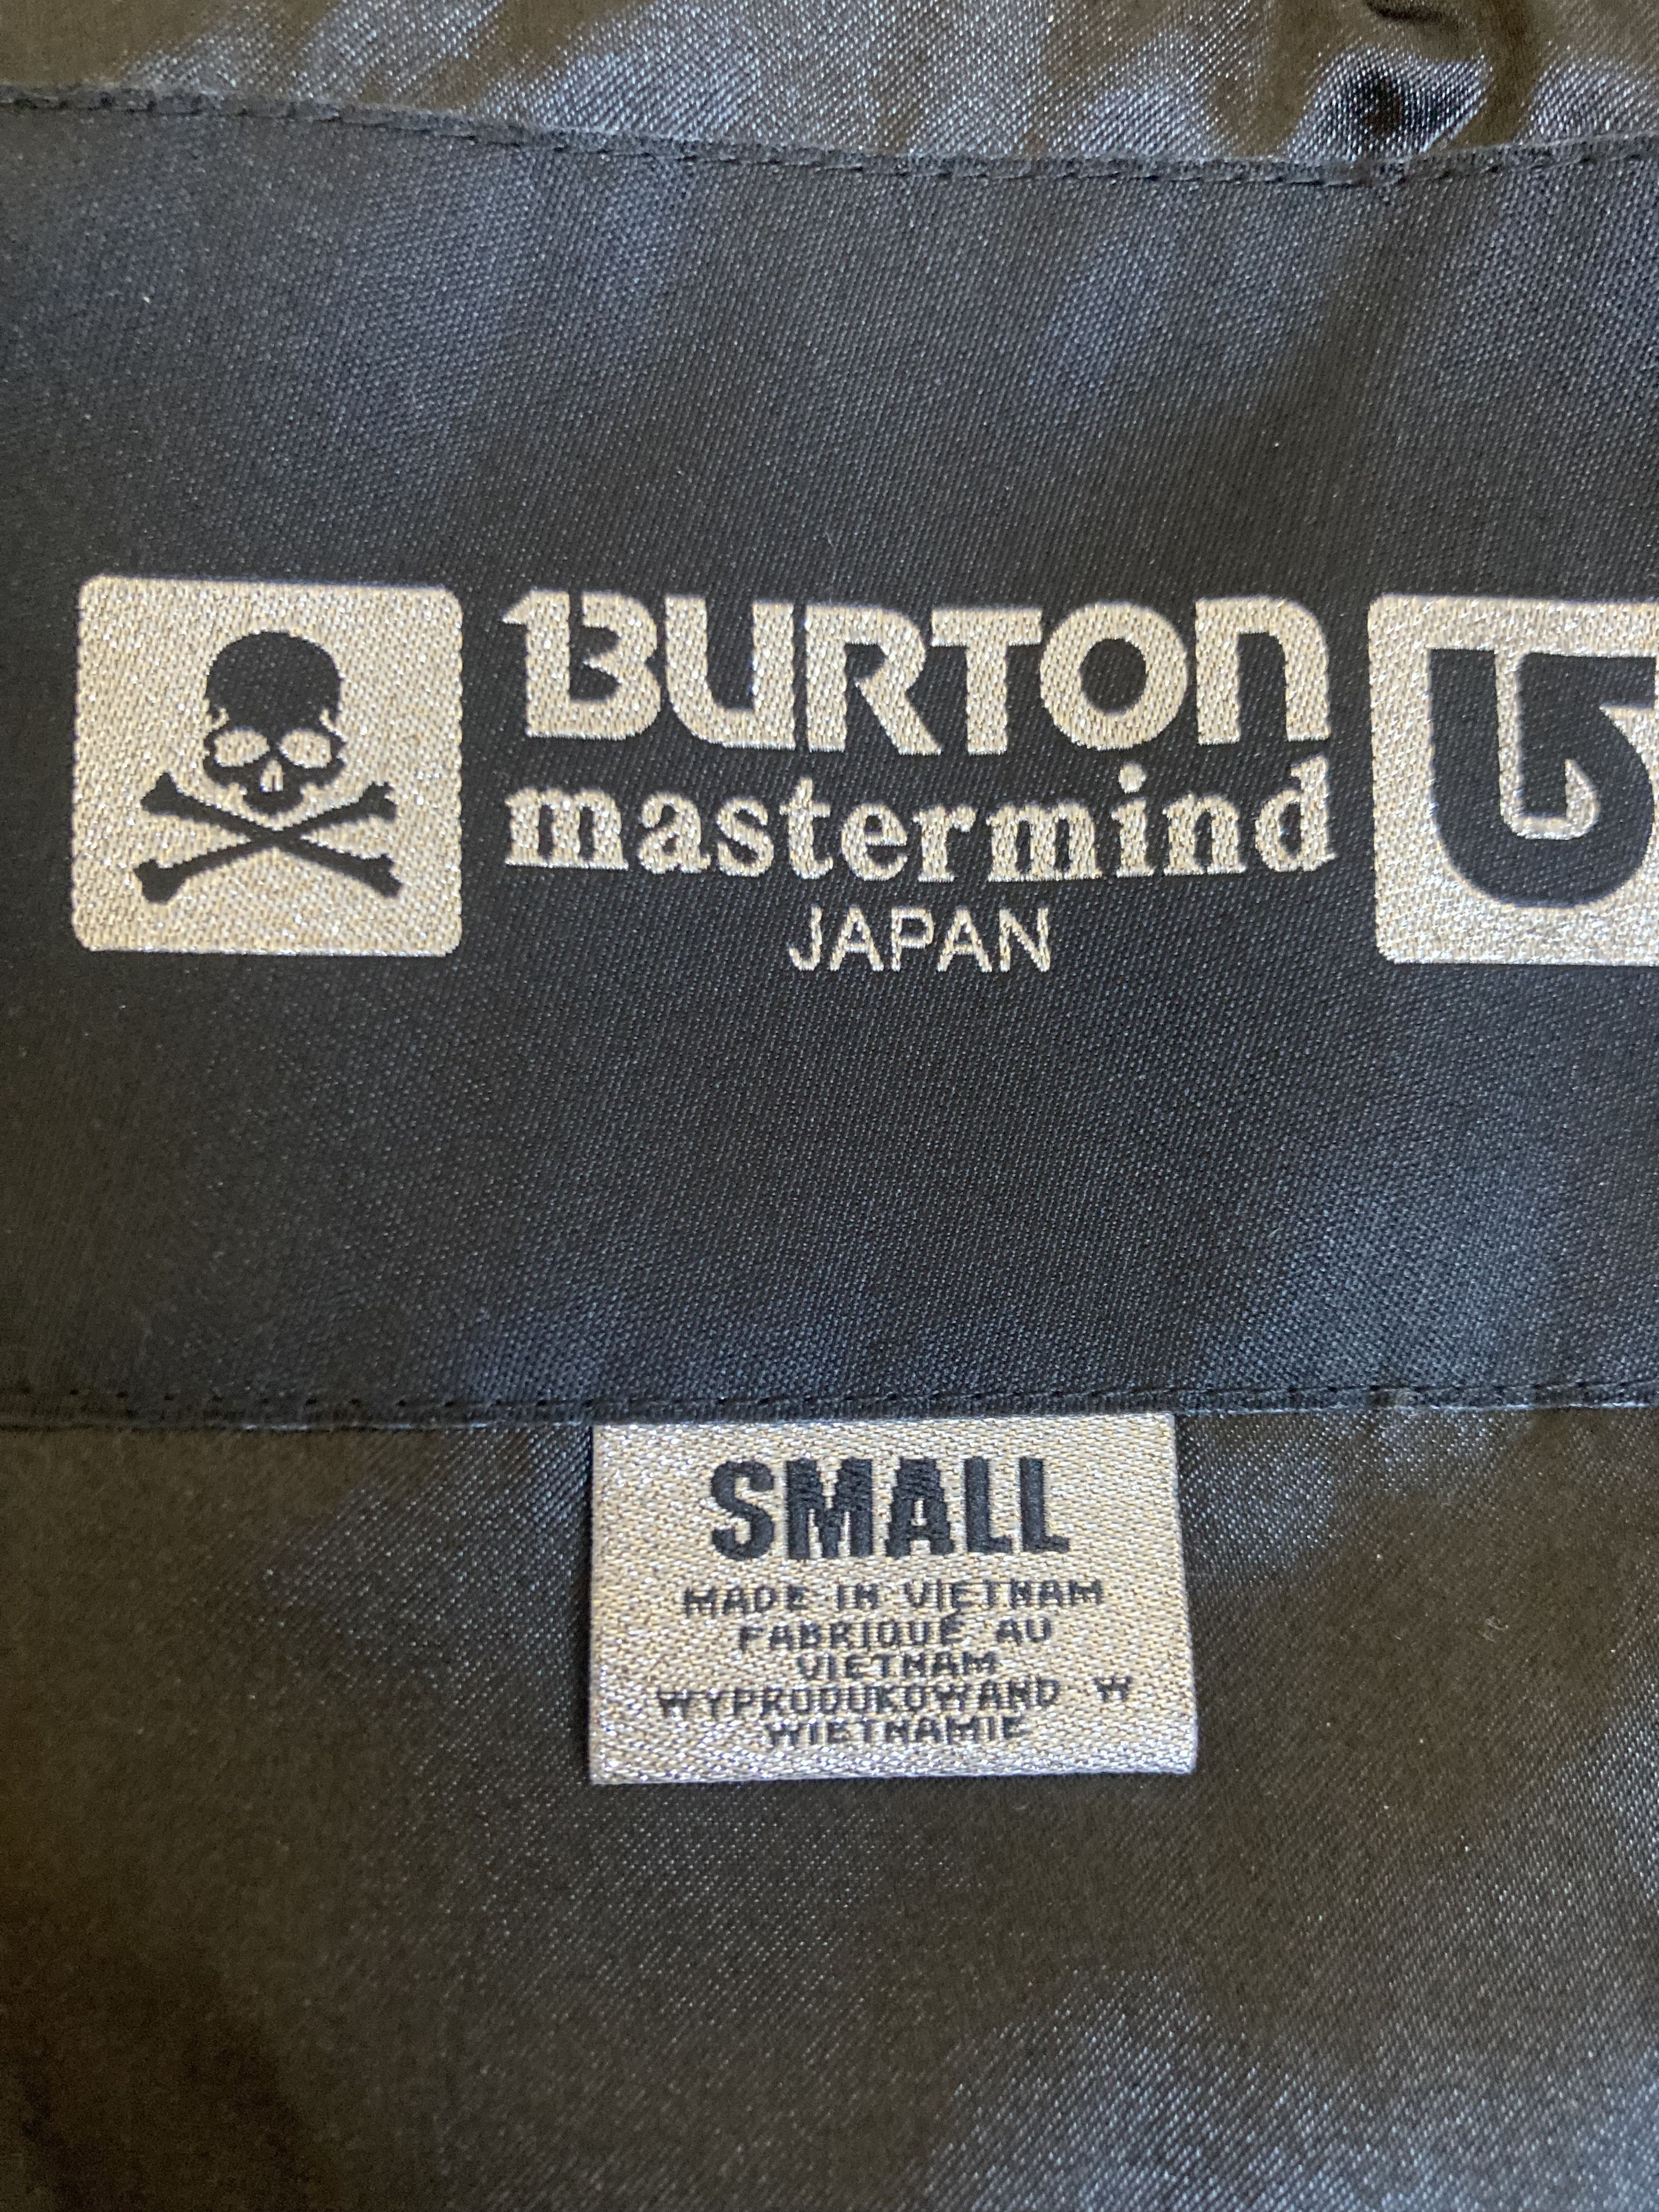 BURTON
mastermind
JAPAN
SMALL
MADE IN VIETNAM
FABRIQUÉ AU
VIETNAM
WYPRODUKOWANO W
WIETNAMIE